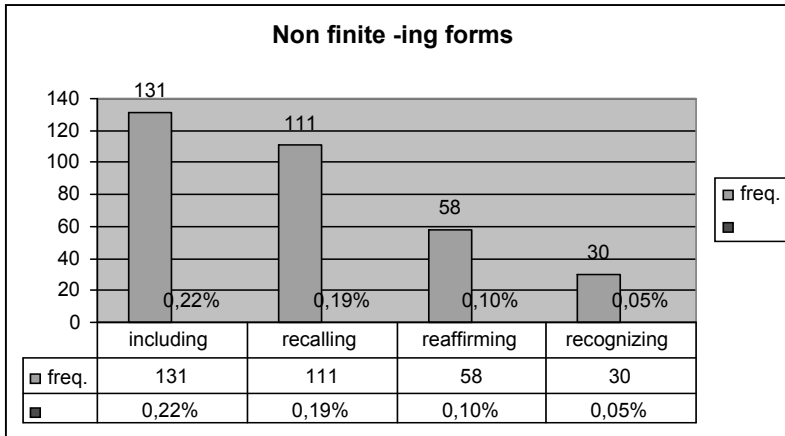 Non finite -ing forms
131
140
111
120
100
80
58
60
30
40
20
0,22% 0,19% 0,10% 0,05%
0
including recalling reaffirming recognizing
freq. 131 111 58 30
0,22% 0,19% 0,10% 0,05%
freq.